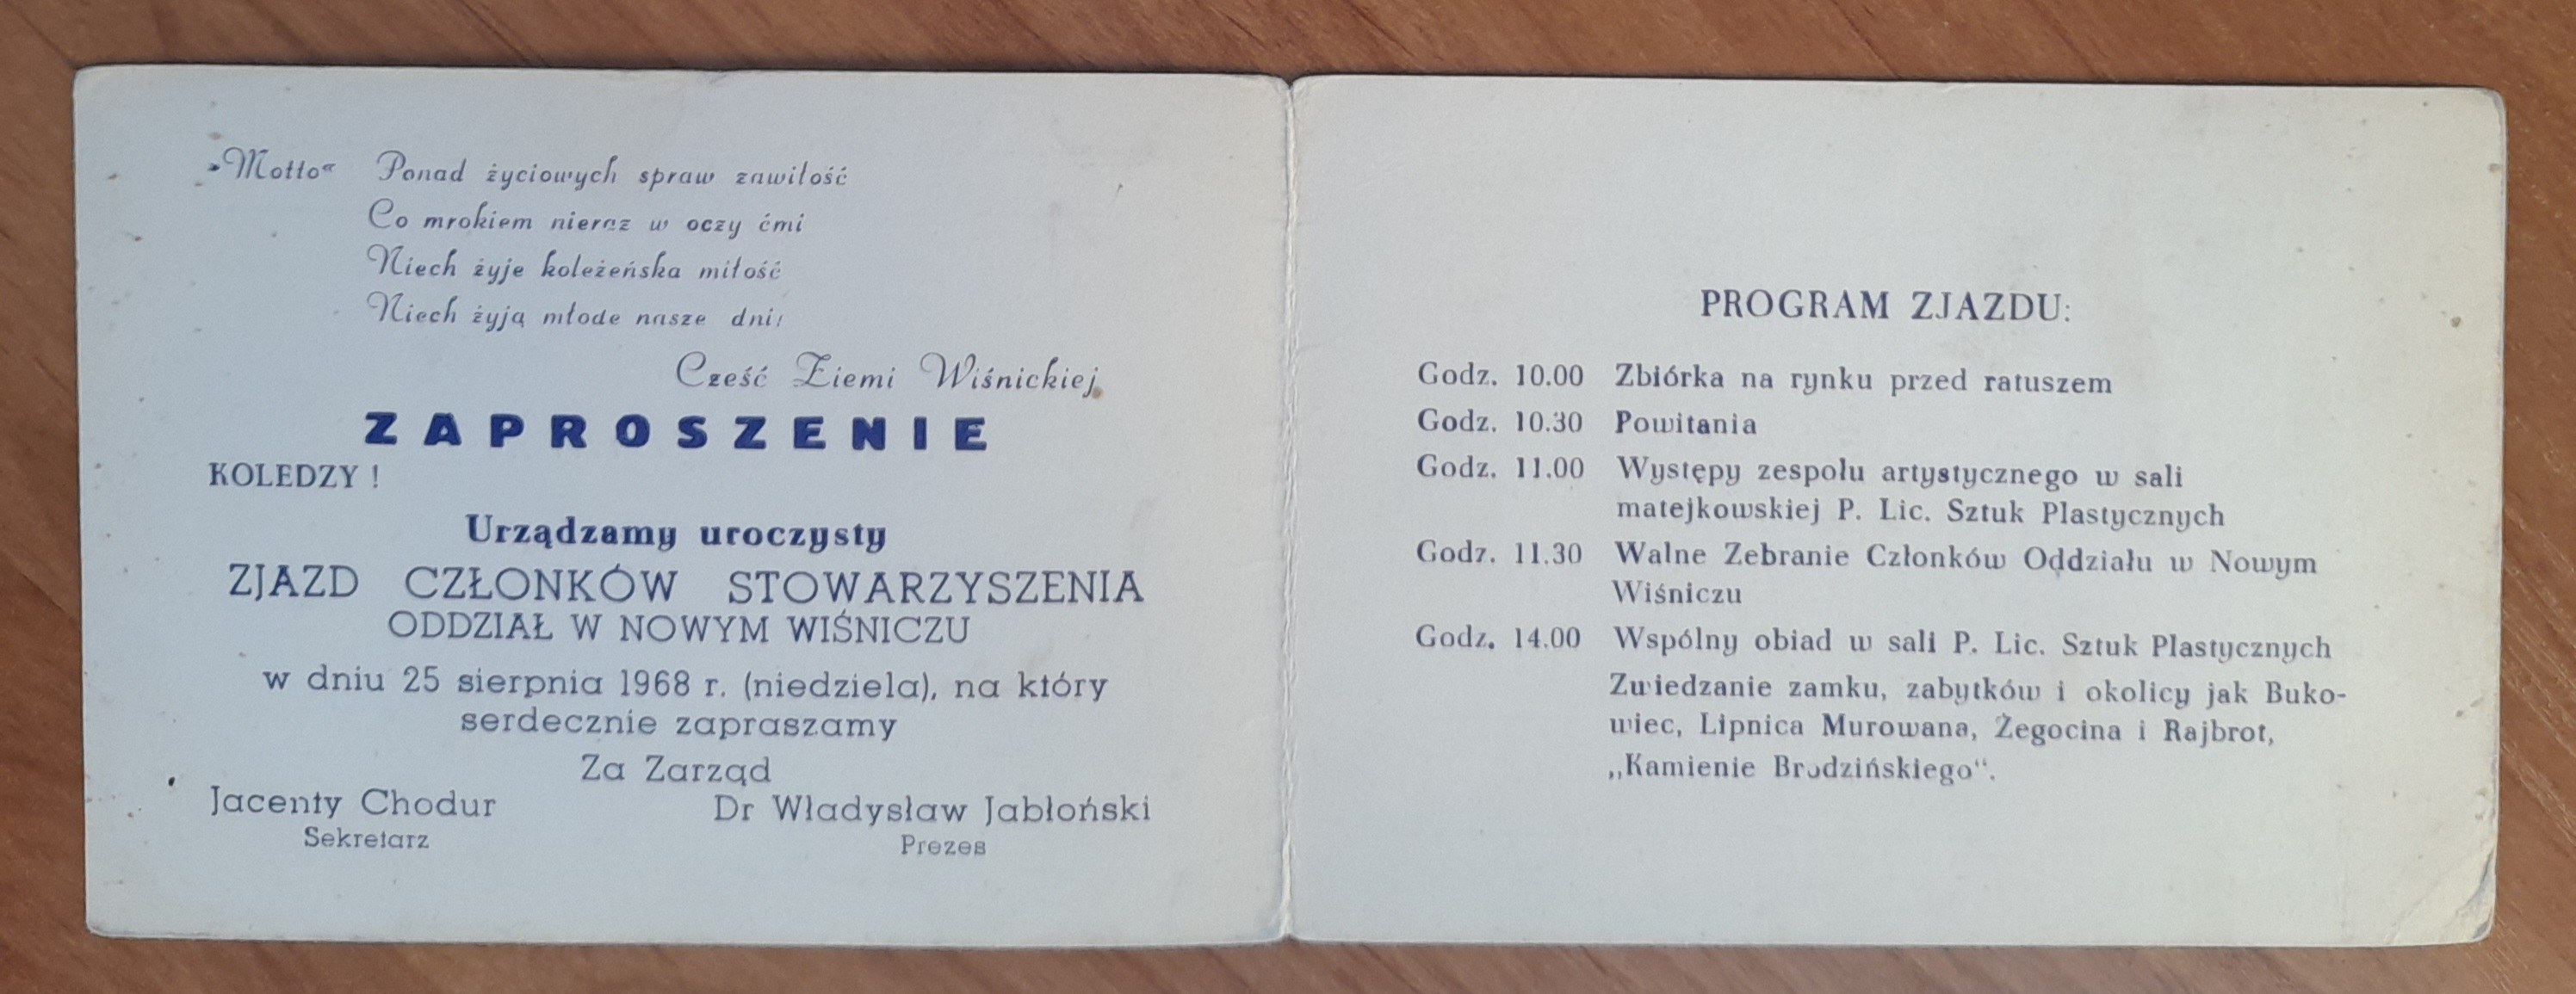 »Motto« Ponad życiowych spraw zawiłość
Co mrokiem nieraz w oczy ćmi
Niech żyje koleżeńska miłość
Niech żyją młode nasze dni!
Cześć Ziemi Wiśnickiej
ZAPROSZENIE
KOLEDZY !
Urządzamy uroczysty
ZJAZD CZŁONKÓW STOWARZYSZENIA
ODDZIAŁ W NOWYM WIŚNICZU
w dniu 25 sierpnia 1968 r. (niedziela), na który
serdecznie zapraszamy
Za Zarząd
Jacenty Chodur Dr Władysław Jabłoński
Sekretarz Prezes
PROGRAM ZJAZDU:
Godz. 10.00 Zbiórka na rynku przed ratuszem
Godz. 10.30 Powitania
Godz. 11.00 Występy zespołu artystycznego w sali
matejkowskiej P. Lic. Sztuk Plastycznych
Godz. 11.30 Walne Zebranie Członków Oddziału w Nowym
Wiśniczu
Godz. 14.00 Wspólny obiad w sali P. Lic. Sztuk Plastycznych
Zwiedzanie zamku, zabytków i okolicy jak Buko-
wiec, Lipnica Murowana, Żegocina i Rajbrot,
„Kamienie Brodzińskiego“.